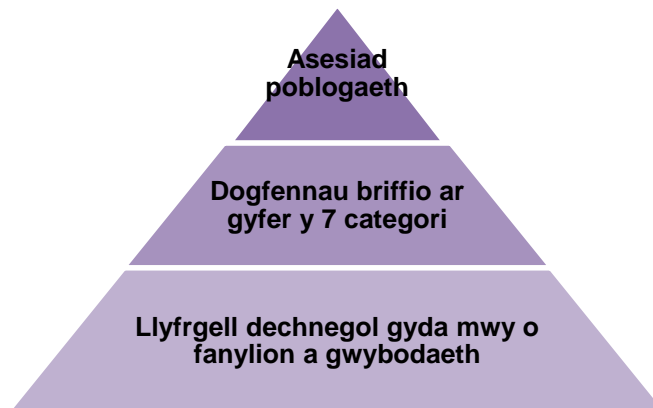 Asesiad
poblogaeth
Dogfennau briffio ar
gyfer y 7 categori
Llyfrgell dechnegol gyda mwy o
fanylion a gwybodaeth